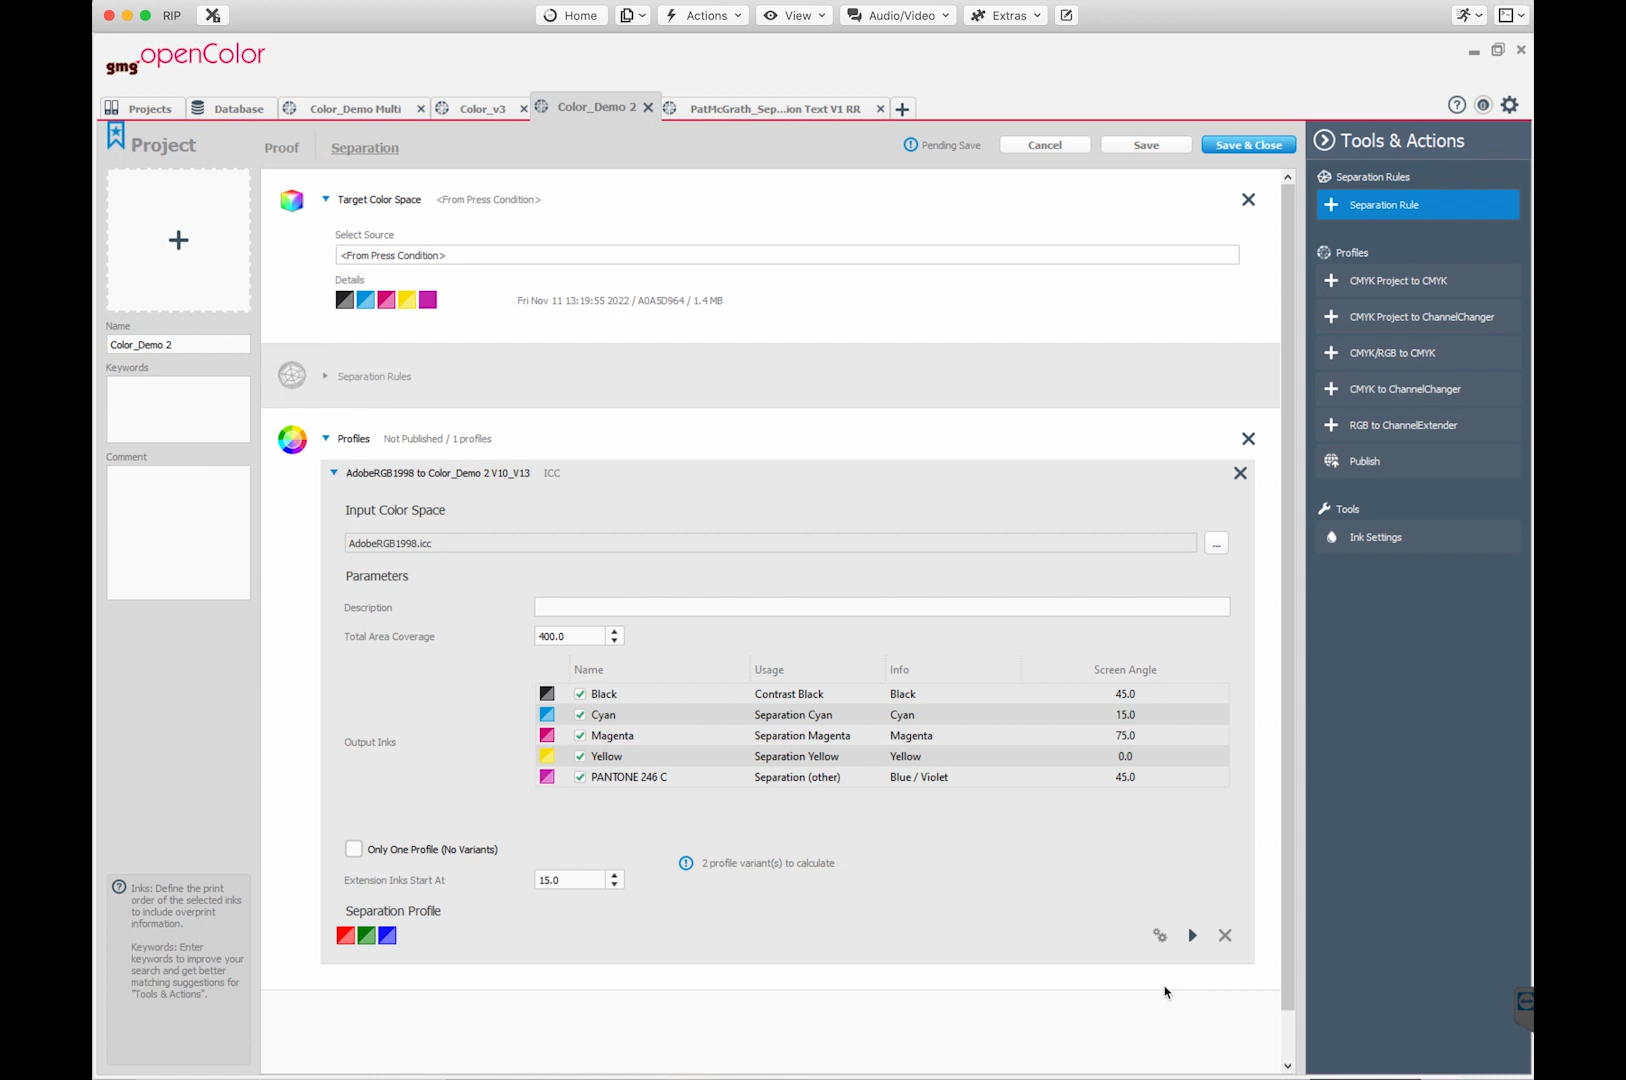 RIP
Home
Actions
View
Audio/Video
Extras
gmg openColor
Projects
Database
Color_Demo Multi
Color_v3
Color_Demo 2
PatMcGrath_Sep...ion Text V1 RR
Project
Proof
Separation
Pending Save
Cancel
Save
Save & Close
Tools & Actions
Target Color Space <From Press Condition>
Select Source
<From Press Condition>
Details
Fri Nov 11 13:19:55 2022 / A0A5D964 / 1.4 MB
Name
Color_Demo 2
Keywords
Comment
Separation Rules
Profiles Not Published / 1 profiles
AdobeRGB1998 to Color_Demo 2 V10_V13 ICC
Input Color Space
AdobeRGB1998.icc
...
Parameters
Description
Total Area Coverage 400.0
Name Usage Info Screen Angle
Black Contrast Black Black 45.0
Cyan Separation Cyan Cyan 15.0
Magenta Separation Magenta Magenta 75.0
Output Inks
Yellow Separation Yellow Yellow 0.0
PANTONE 246 C Separation (other) Blue / Violet 45.0
Only One Profile (No Variants)
2 profile variant(s) to calculate
Extension Inks Start At 15.0
Separation Profile
Inks: Define the print
order of the selected inks
to include overprint
information.
Keywords: Enter
keywords to improve your
search and get better
matching suggestions for
"Tools & Actions".
Separation Rules
Separation Rule
Profiles
CMYK Project to CMYK
CMYK Project to ChannelChanger
CMYK/RGB to CMYK
CMYK to ChannelChanger
RGB to ChannelExtender
Publish
Tools
Ink Settings